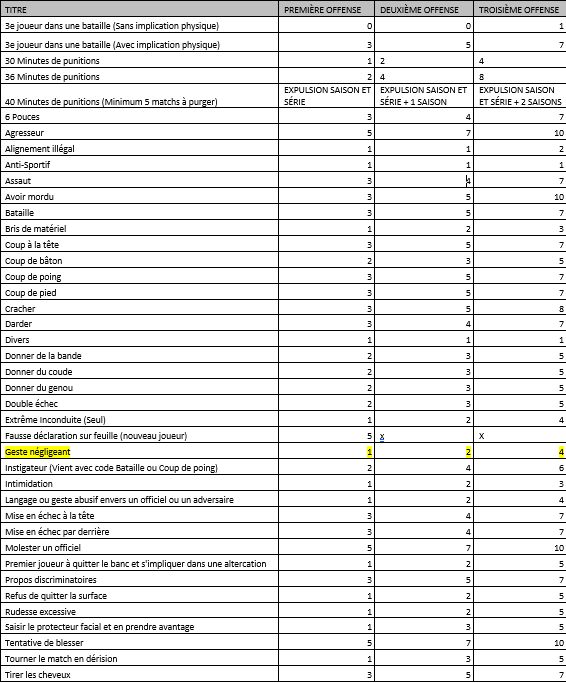 TITRE PREMIÈRE OFFENSE DEUXIÈME OFFENSE TROISIÈME OFFENSE
3e joueur dans une bataille (Sans implication physique) 0 0 1
3e joueur dans une bataille (Avec implication physique) 3 5 7
30 Minutes de punitions 1 2 4
36 Minutes de punitions 2 4 8
EXPULSION SAISON ET EXPULSION SAISON ET EXPULSION SAISON
40 Minutes de punitions (Minimum 5 matchs à purger) SÉRIE SÉRIE + 1 SAISON ET SÉRIE + 2 SAISONS
6 Pouces 3 4 7
Agresseur 5 7 10
Alignement illégal 1 1 2
Anti-Sportif 1 1 1
Assaut 3 4 7
Avoir mordu 3 5 10
Bataille 3 5 7
Bris de matériel 1 2 3
Coup à la tête 3 5 7
Coup de bâton 2 3 5
Coup de poing 3 5 7
Coup de pied 3 5 7
Cracher 3 5 8
Darder 3 4 7
Divers 1 1 1
Donner de la bande 2 3 5
Donner du coude 2 3 5
Donner du genou 2 3 5
Double échec 2 3 5
Extrême Inconduite (Seul) 1 2 4
Fausse déclaration sur feuille (nouveau joueur) 5 x X
Geste négligeant 1 2 4
Instigateur (Vient avec code Bataille ou Coup de poing) 2 4 6
Intimidation 1 2 3
Langage ou geste abusif envers un officiel ou un adversaire 1 2 4
Mise en échec à la tête 3 4 7
Mise en échec par derrière 3 4 7
Molester un officiel 5 7 10
Premier joueur à quitter le banc et s'impliquer dans une altercation 1 2 5
Propos discriminatoires 3 5 7
Refus de quitter la surface 1 2 5
Rudesse excessive 1 2 5
Saisir le protecteur facial et en prendre avantage 1 3 5
Tentative de blesser 5 7 10
Tourner le match en dérision 1 3 5
Tirer les cheveux 3 5 7